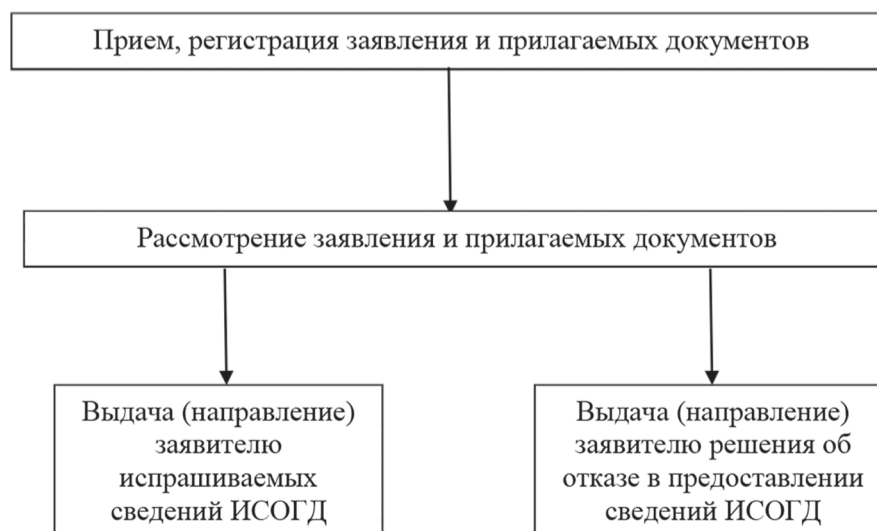 Прием, регистрация заявления и прилагаемых документов
Рассмотрение заявления и прилагаемых документов
Выдача (направление)
заявителю
испрашиваемых
сведений ИСОГД
Выдача (направление)
заявителю решения об
отказе в предоставлении
сведений ИСОГД